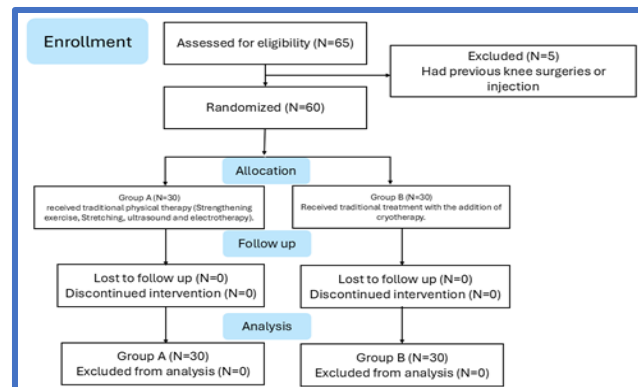 Enrollment
Assessed for eligibility (N=65)
Excluded (N=5)
Had previous knee surgeries or
injection
Randomized (N=60)
Allocation
Group A (N=30)
received traditional physical therapy (Strengthening
exercise, Stretching, ultrasound and electrotherapy).
Group B (N=30)
Received traditional treatment with the addition of
cryotherapy.
Follow up
Lost to follow up (N=0)
Discontinued intervention (N=0)
Lost to follow up (N=0)
Discontinued intervention (N=0)
Analysis
Group A (N=30)
Excluded from analysis (N=0)
Group B (N=30)
Excluded from analysis (N=0)